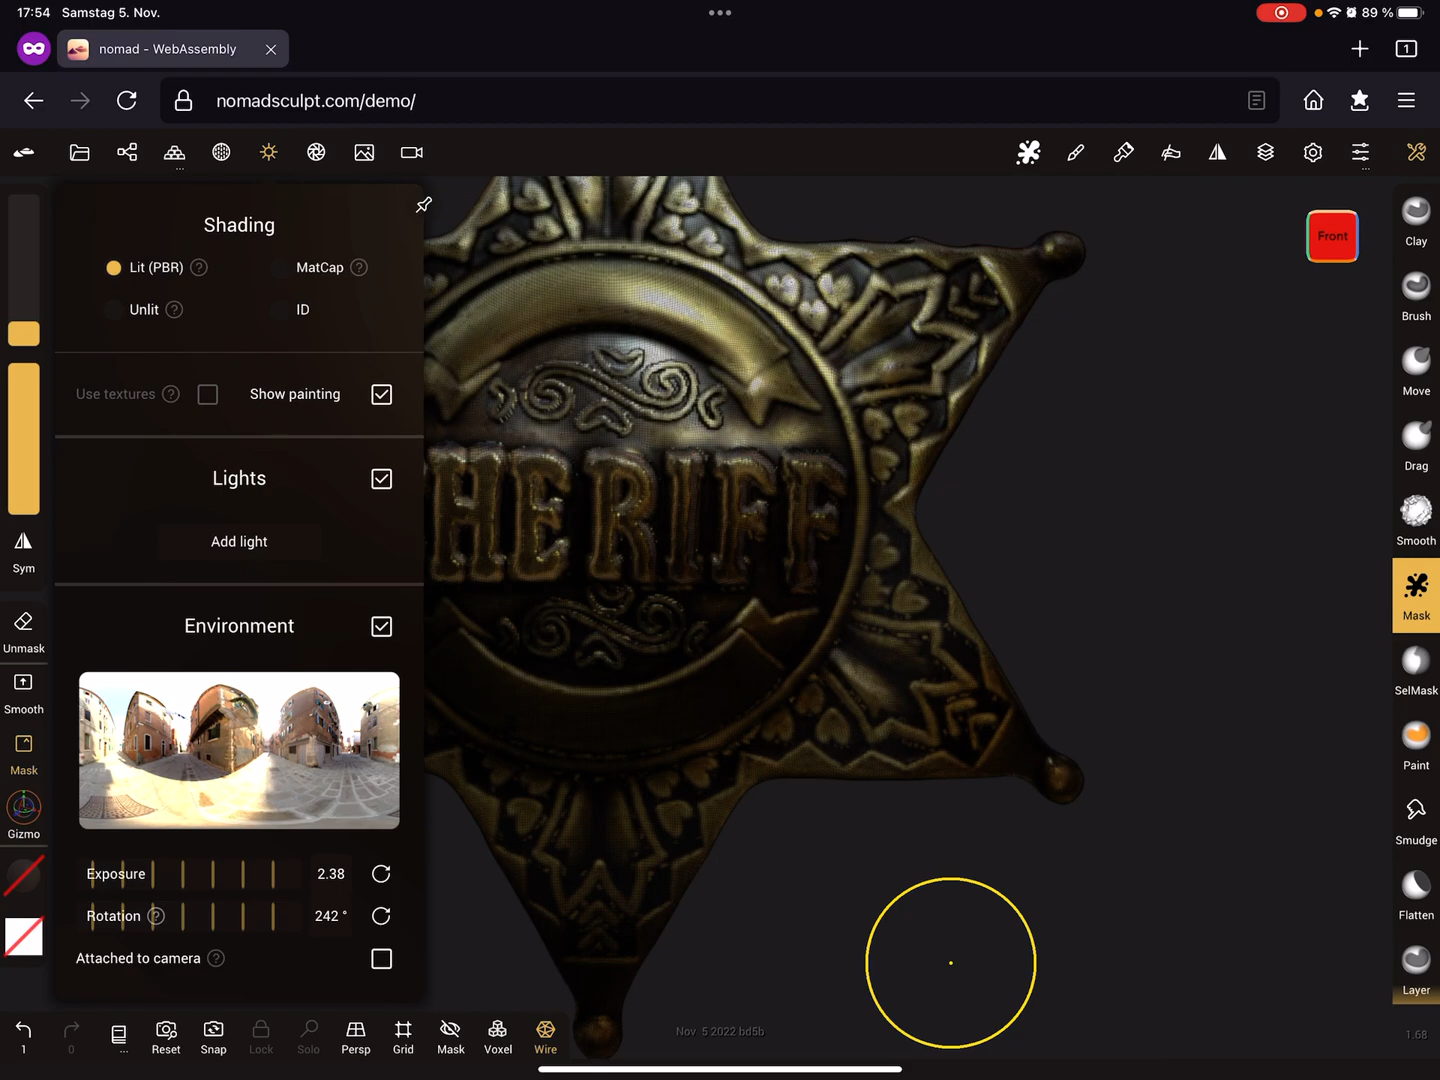 17:54 Samstag 5. Nov.
89 %
nomad - WebAssembly
1
nomadsculpt.com/demo/
Shading
Lit (PBR) ?
MatCap ?
Unlit ?
ID
Use textures ?
Show painting
Lights
Add light
Environment
Exposure 2.38
Rotation ? 242 °
Attached to camera ?
Sym
Unmask
Smooth
Mask
Gizmo
HERIFF
Front
Clay
Brush
Move
Drag
Smooth
Mask
SelMask
Paint
Smudge
Flatten
Layer
1
0
...
Reset
Snap
Lock
Solo
Persp
Grid
Mask
Voxel
Wire
Nov 5 2022 bd5b
1.68